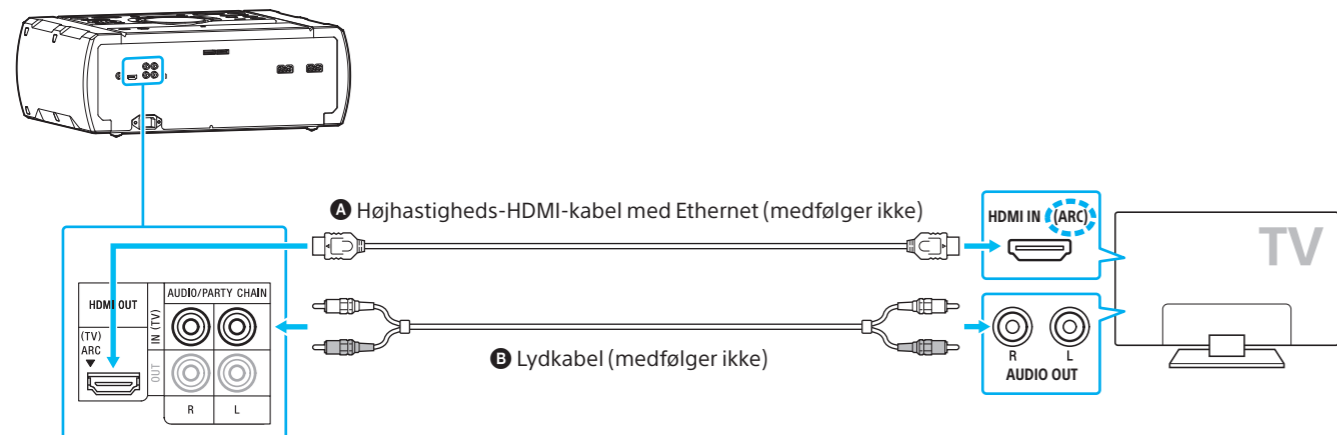 A Højhastigheds-HDMI-kabel med Ethernet (medfølger ikke)
HDMI IN (ARC)
TV
HDMI OUT
(TV)
ARC
AUDIO/PARTY CHAIN
IN (TV)
OUT
R L
B Lydkabel (medfølger ikke)
R L
AUDIO OUT